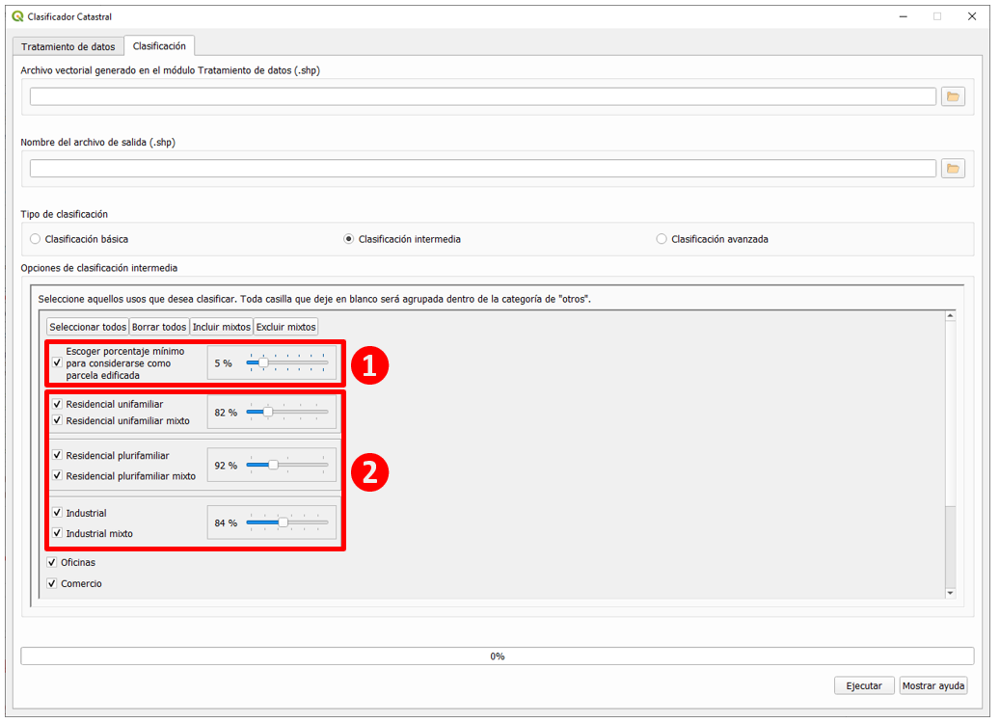 Clasificador Catastral
Tratamiento de datos
Clasificación
Archivo vectorial generado en el módulo Tratamiento de datos (.shp)
Nombre del archivo de salida (.shp)
Tipo de clasificación
Clasificación básica
Clasificación intermedia
Clasificación avanzada
Opciones de clasificación intermedia
Seleccione aquellos usos que desea clasificar. Toda casilla que deje en blanco será agrupada dentro de la categoría de "otros".
Seleccionar todos
Borrar todos
Incluir mixtos
Excluir mixtos
Escoger porcentaje mínimo
para considerarse como
parcela edificada
5 %
1
Residencial unifamiliar
Residencial unifamiliar mixto
82 %
Residencial plurifamiliar
Residencial plurifamiliar mixto
92 %
2
Industrial
Industrial mixto
84 %
Oficinas
Comercio
0%
Ejecutar
Mostrar ayuda